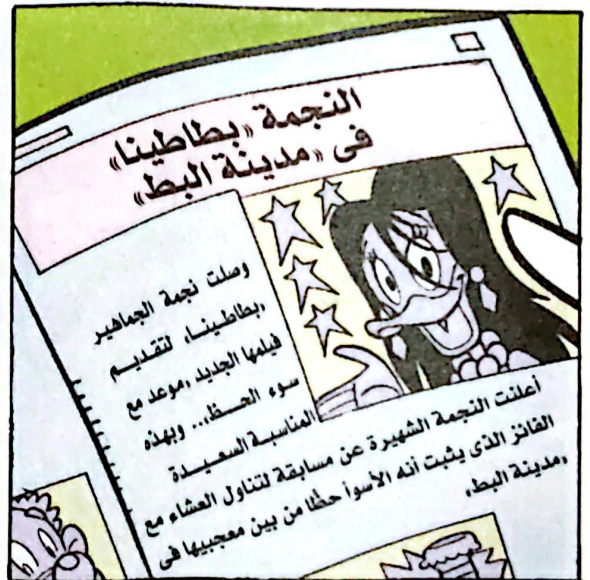 النجمة «بطاطينا»
فى «مدينة البط»
وصلت نجمة الجماهير
«بطاطينا» لتقديم
فيلمها الجديد «موعد مع
سوء الحظ»... وبهذه
المناسبة السعيدة
أعلنت النجمة الشهيرة عن مسابقة لتناول العشاء مع
الفائز الذى يثبت أنه الأسوأ حظًا من بين معجبيها فى
«مدينة البط»